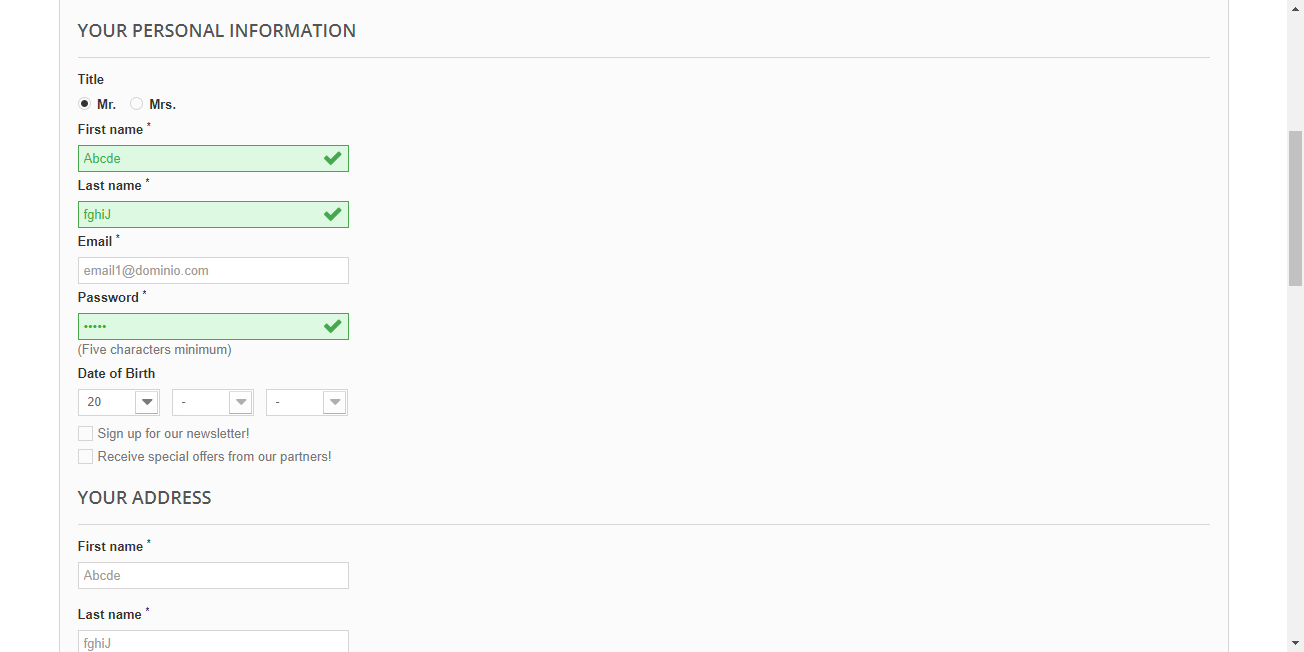 YOUR PERSONAL INFORMATION
Title
Mr. Mrs.
First name *
Abcde
Last name *
fghiJ
Email *
email1@dominio.com
Password *
•••••
(Five characters minimum)
Date of Birth
20 - -
Sign up for our newsletter!
Receive special offers from our partners!
YOUR ADDRESS
First name *
Abcde
Last name *
fghiJ